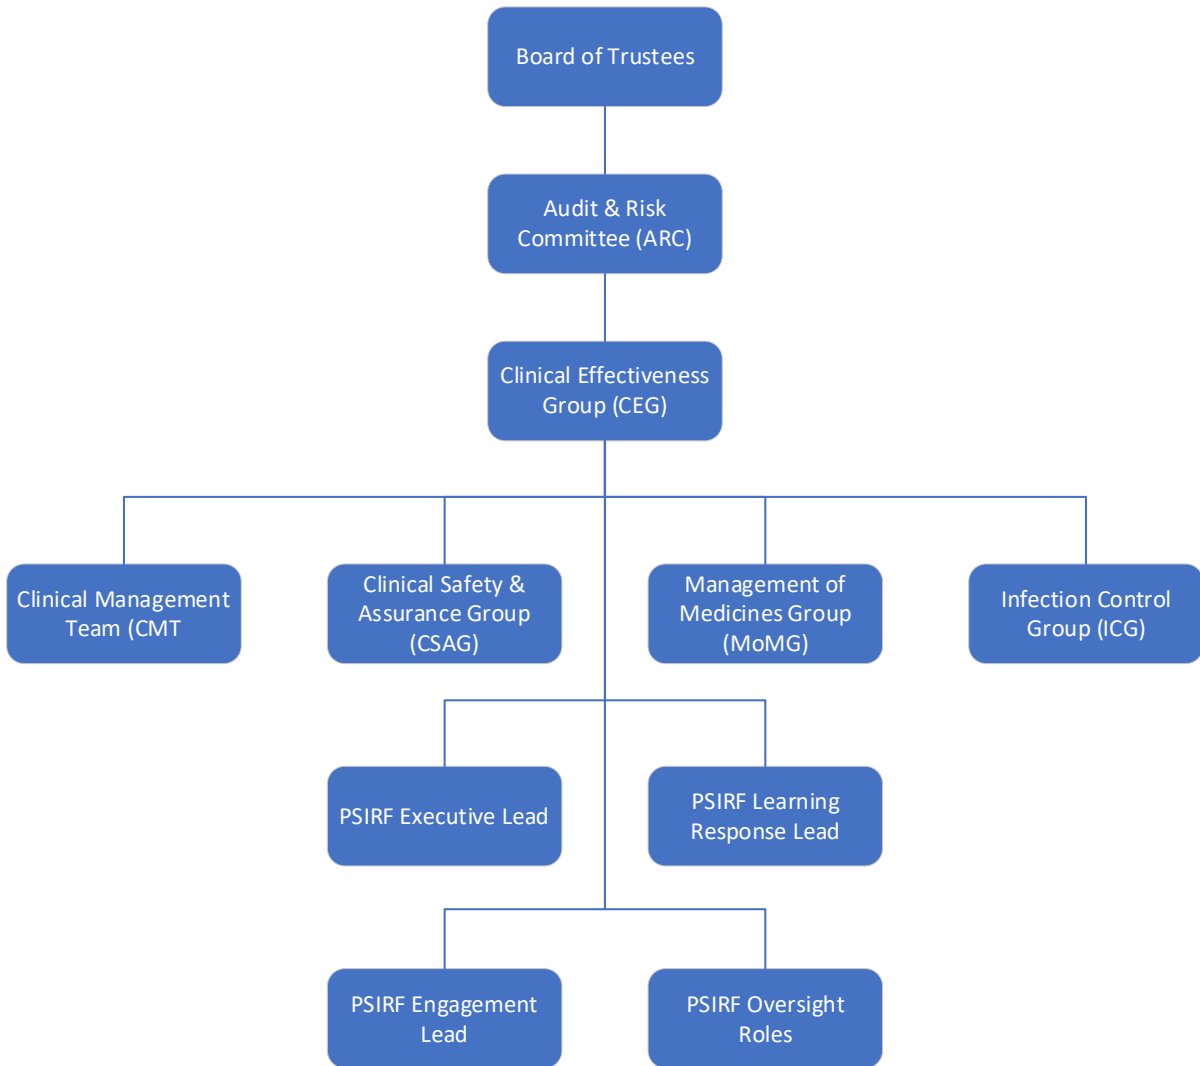 Board of Trustees
Audit & Risk
Committee (ARC)
Clinical Effectiveness
Group (CEG)
Clinical Management
Team (CMT
Clinical Safety &
Assurance Group
(CSAG)
Management of
Medicines Group
(MoMG)
Infection Control
Group (ICG)
PSIRF Executive Lead
PSIRF Learning
Response Lead
PSIRF Engagement
Lead
PSIRF Oversight
Roles